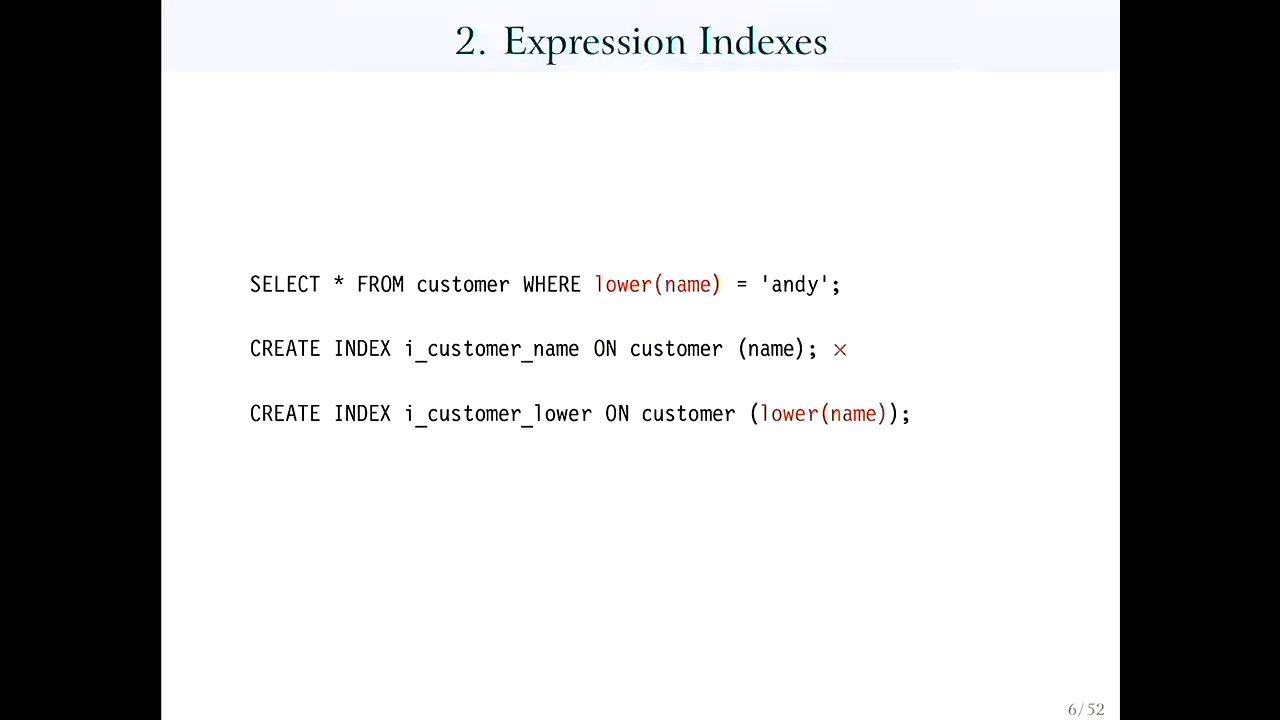 2. Expression Indexes
SELECT * FROM customer WHERE lower(name) = 'andy';
CREATE INDEX i_customer_name ON customer (name); ×
CREATE INDEX i_customer_lower ON customer (lower(name));
6/52